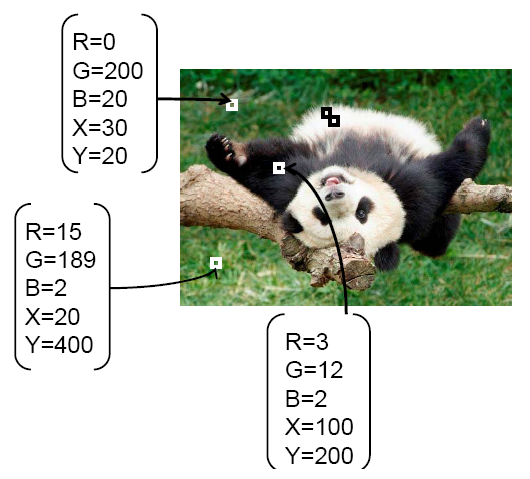 R=0
G=200
B=20
X=30
Y=20
R=15
G=189
B=2
X=20
Y=400
R=3
G=12
B=2
X=100
Y=200